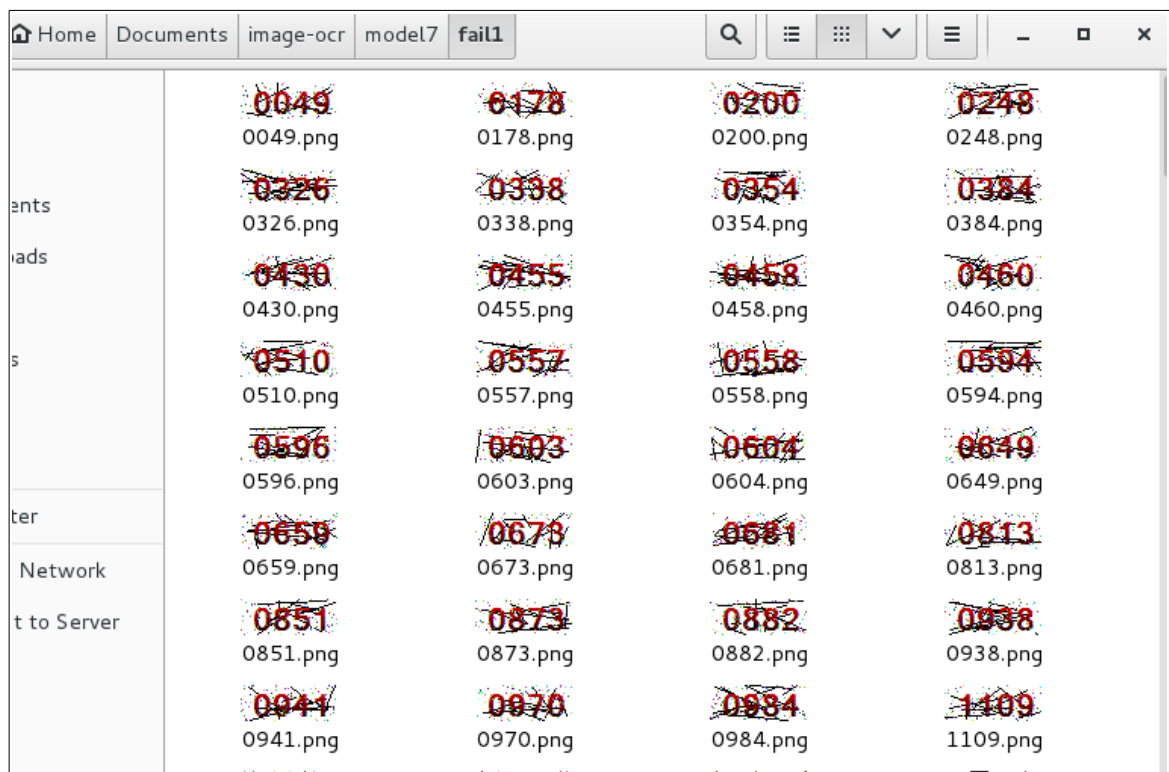 Home Documents image-ocr model7 fail1
0049 0178 0200 0248
0049.png 0178.png 0200.png 0248.png
0326 0338 0354 0384
ents
0326.png 0338.png 0354.png 0384.png
oads
0430 0455 0458 0460
0430.png 0455.png 0458.png 0460.png
s
0510 0557 0558 0594
0510.png 0557.png 0558.png 0594.png
0596 0603 0604 0649
0596.png 0603.png 0604.png 0649.png
ter
0659 0673 0681 0813
0659.png 0673.png 0681.png 0813.png
Network
0851 0873 0882 0938
t to Server
0851.png 0873.png 0882.png 0938.png
0941 0970 0984 1109
0941.png 0970.png 0984.png 1109.png